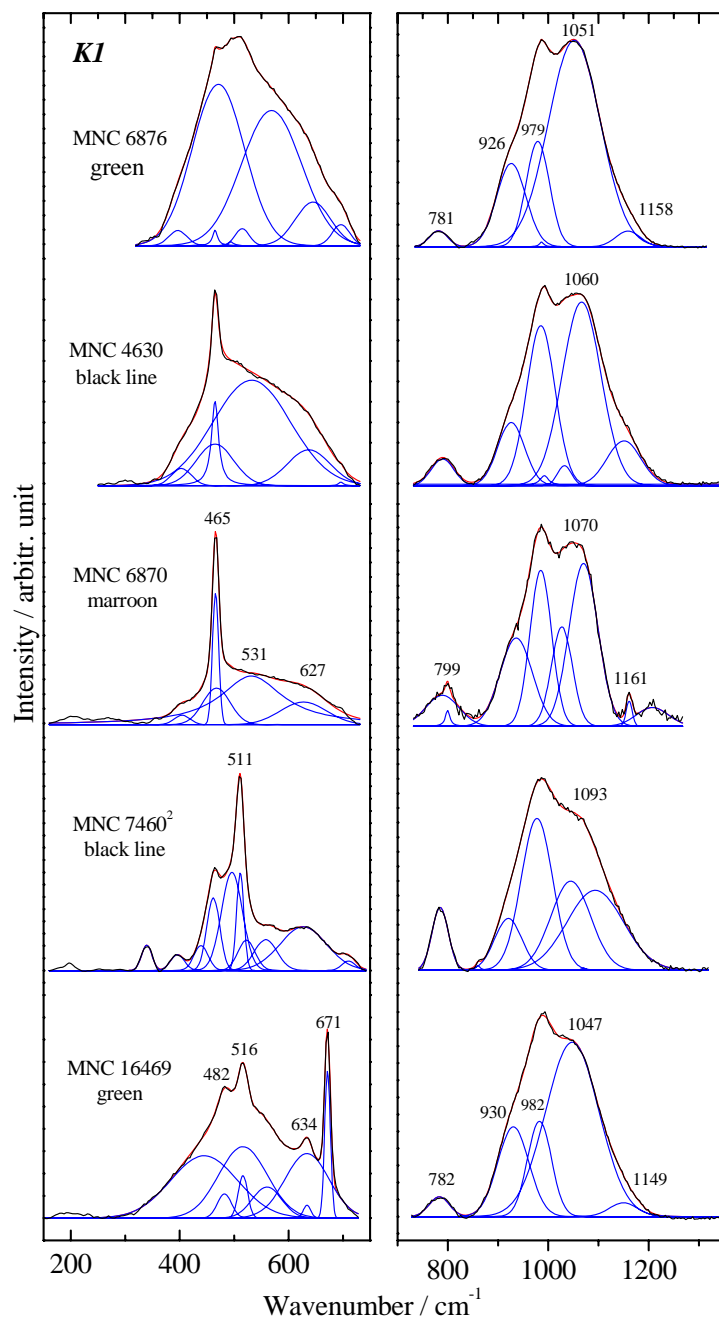 K1
MNC 6876
green
1051
926
979
781
1158
MNC 4630
black line
1060
MNC 6870
marroon
465
531
627
1070
799
1161
MNC 7460²
black line
511
1093
MNC 16469
green
482
516
634
671
1047
930
982
782
1149
Intensity / arbitr. unit
200 400 600 800 1000 1200
Wavenumber / cm⁻¹